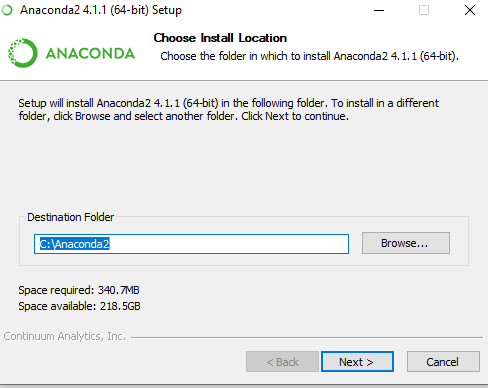 Anaconda2 4.1.1 (64-bit) Setup
ANACONDA
Choose Install Location
Choose the folder in which to install Anaconda2 4.1.1 (64-bit).
Setup will install Anaconda2 4.1.1 (64-bit) in the following folder. To install in a different
folder, click Browse and select another folder. Click Next to continue.
Destination Folder
C:\Anaconda2
Browse...
Space required: 340.7MB
Space available: 218.5GB
Continuum Analytics, Inc.
< Back
Next >
Cancel